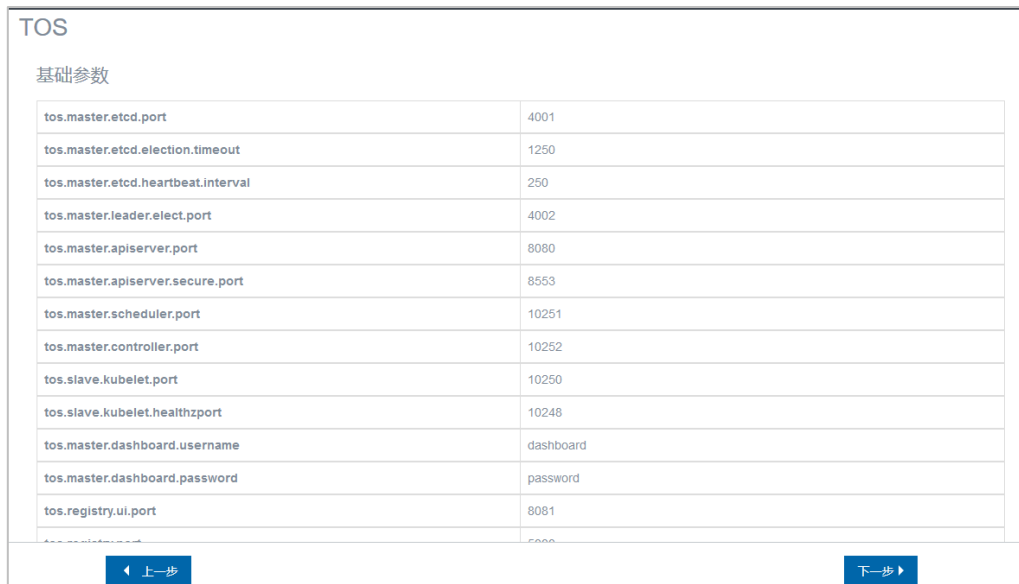 TOS
基础参数
tos.master.etcd.port 4001
tos.master.etcd.election.timeout 1250
tos.master.etcd.heartbeat.interval 250
tos.master.leader.elect.port 4002
tos.master.apiserver.port 8080
tos.master.apiserver.secure.port 8553
tos.master.scheduler.port 10251
tos.master.controller.port 10252
tos.slave.kubelet.port 10250
tos.slave.kubelet.healthzport 10248
tos.master.dashboard.username dashboard
tos.master.dashboard.password password
tos.registry.ui.port 8081
上一步 下一步